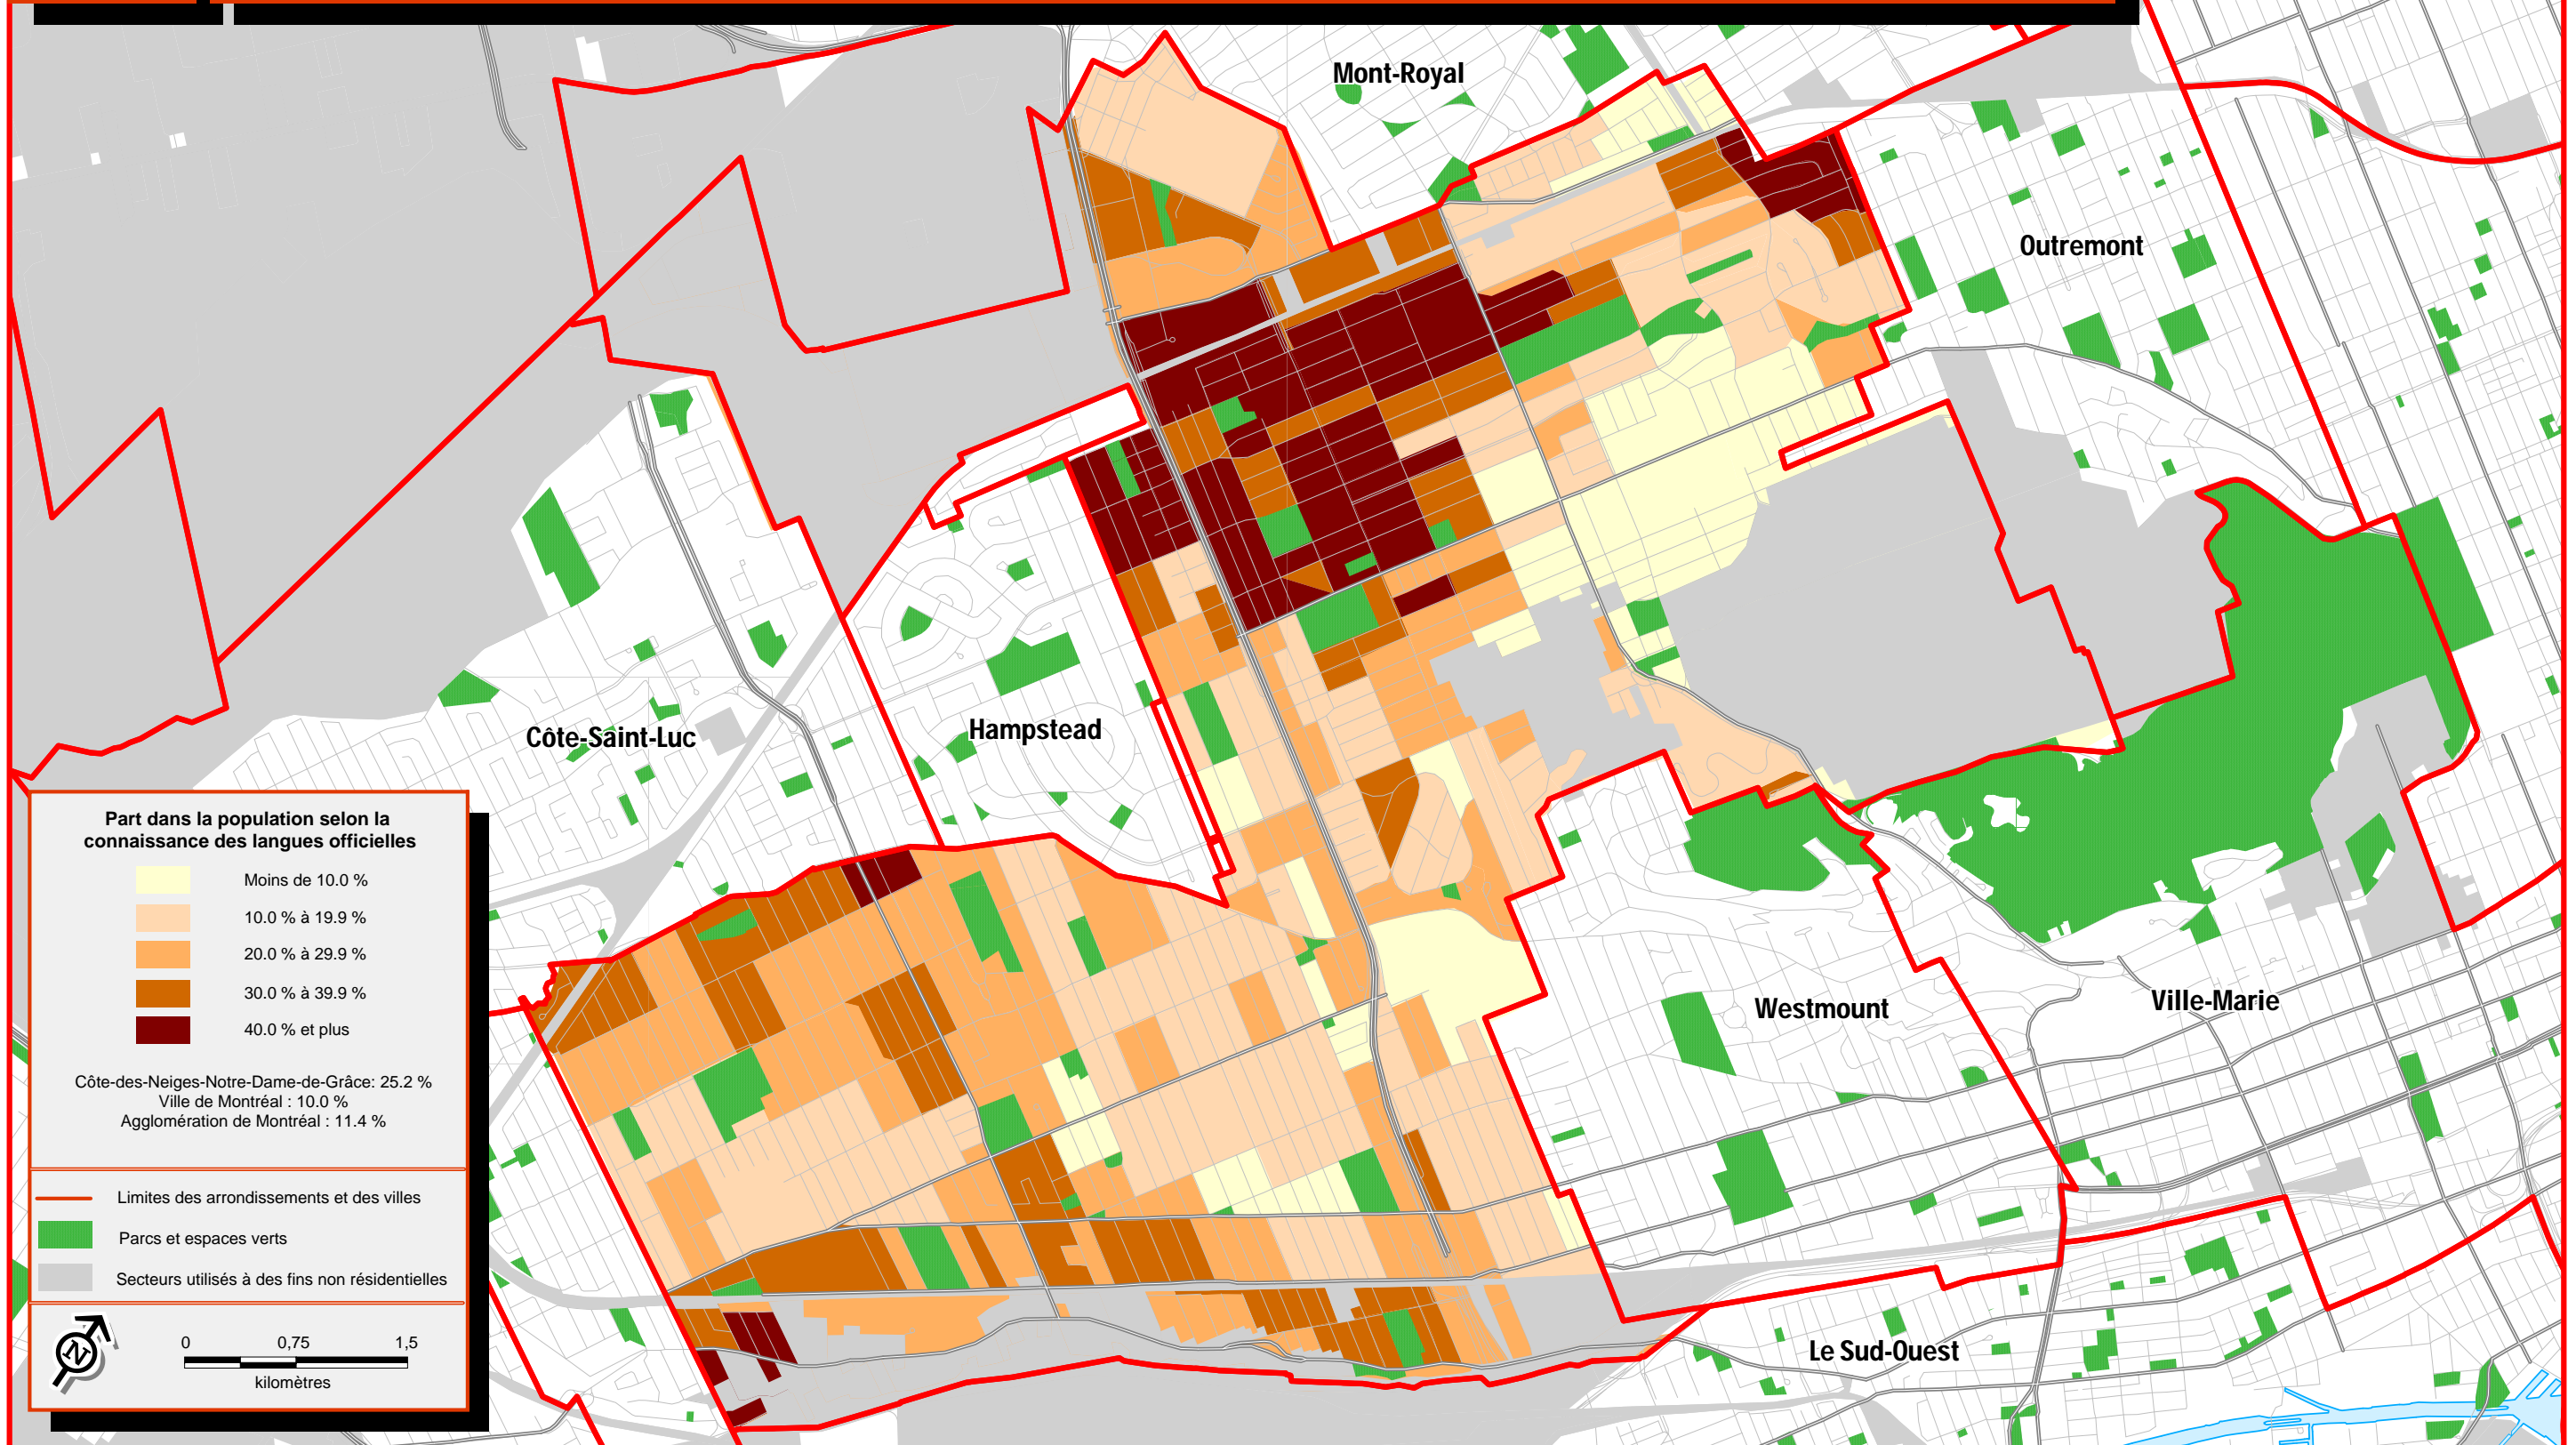 Mont-Royal
Outremont
Côte-Saint-Luc
Hampstead
Westmount
Ville-Marie
Le Sud-Ouest
Part dans la population selon la
connaissance des langues officielles
Moins de 10.0 %
10.0 % à 19.9 %
20.0 % à 29.9 %
30.0 % à 39.9 %
40.0 % et plus
Côte-des-Neiges-Notre-Dame-de-Grâce: 25.2 %
Ville de Montréal : 10.0 %
Agglomération de Montréal : 11.4 %
Limites des arrondissements et des villes
Parcs et espaces verts
Secteurs utilisés à des fins non résidentielles
N
0 0,75 1,5
kilomètres